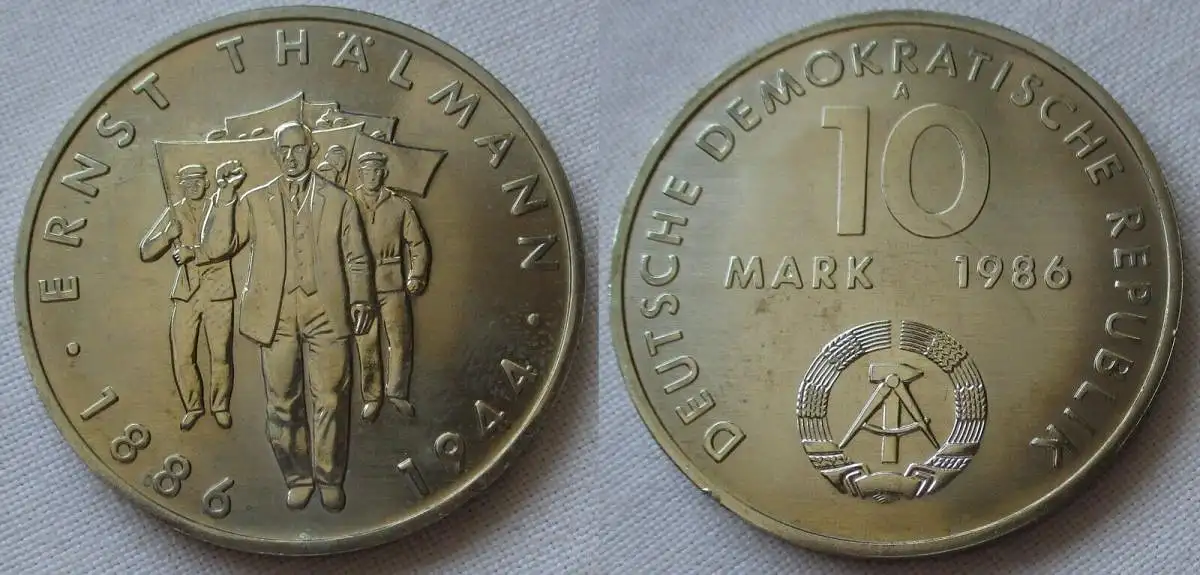 · ERNST THÄLMANN ·
1886 1944
DEUTSCHE DEMOKRATISCHE REPUBLIK
A
10
MARK 1986